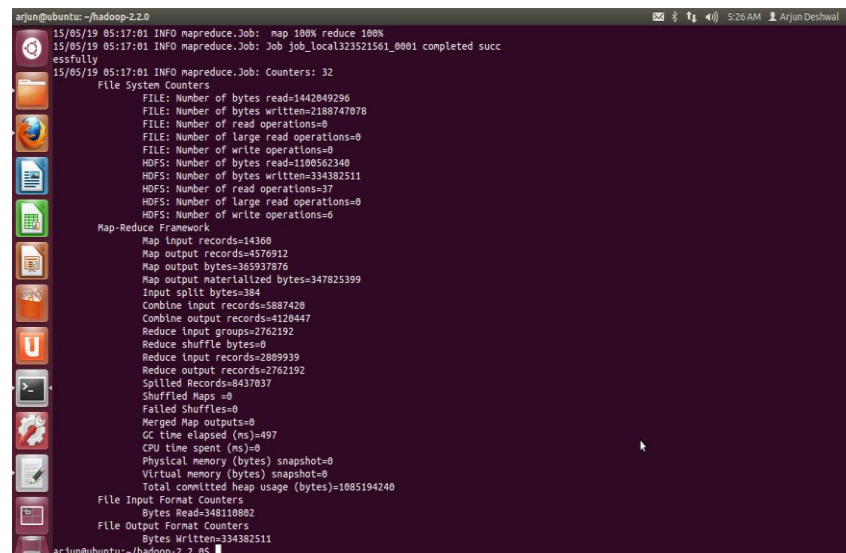 arjun@ubuntu: ~/hadoop-2.2.0
5:26 AM Arjun Deshwal
15/05/19 05:17:01 INFO mapreduce.Job:  map 100% reduce 100%
15/05/19 05:17:01 INFO mapreduce.Job: Job job_local323521561_0001 completed succ
essfully
15/05/19 05:17:01 INFO mapreduce.Job: Counters: 32
File System Counters
FILE: Number of bytes read=1442049296
FILE: Number of bytes written=2188747078
FILE: Number of read operations=0
FILE: Number of large read operations=0
FILE: Number of write operations=0
HDFS: Number of bytes read=1100562340
HDFS: Number of bytes written=334382511
HDFS: Number of read operations=37
HDFS: Number of large read operations=0
HDFS: Number of write operations=6
Map-Reduce Framework
Map input records=14360
Map output records=4576912
Map output bytes=365937876
Map output materialized bytes=347825399
Input split bytes=384
Combine input records=5887420
Combine output records=4120447
Reduce input groups=2762192
Reduce shuffle bytes=0
Reduce input records=2809939
Reduce output records=2762192
Spilled Records=8437037
Shuffled Maps =0
Failed Shuffles=0
Merged Map outputs=0
GC time elapsed (ms)=497
CPU time spent (ms)=0
Physical memory (bytes) snapshot=0
Virtual memory (bytes) snapshot=0
Total committed heap usage (bytes)=1085194240
File Input Format Counters
Bytes Read=348110802
File Output Format Counters
Bytes Written=334382511
arjun@ubuntu:~/hadoop-2.2.0$